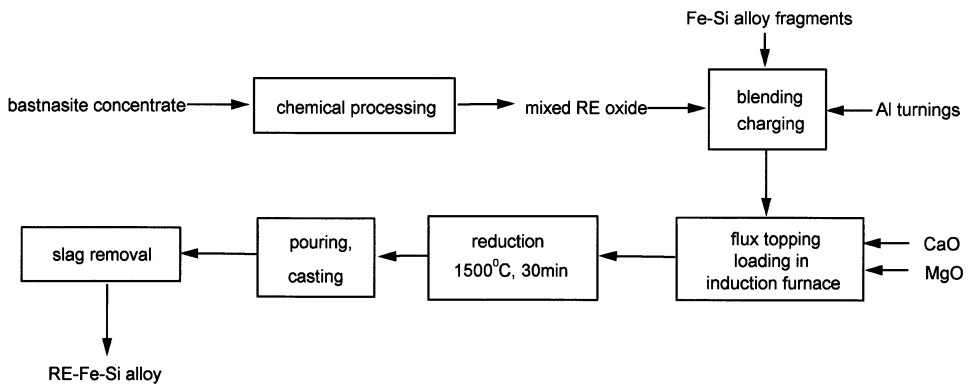 Fe-Si alloy fragments
bastnasite concentrate
chemical processing
mixed RE oxide
blending
charging
Al turnings
flux topping
loading in
induction furnace
CaO
MgO
reduction
1500⁰C, 30min
pouring,
casting
slag removal
RE-Fe-Si alloy